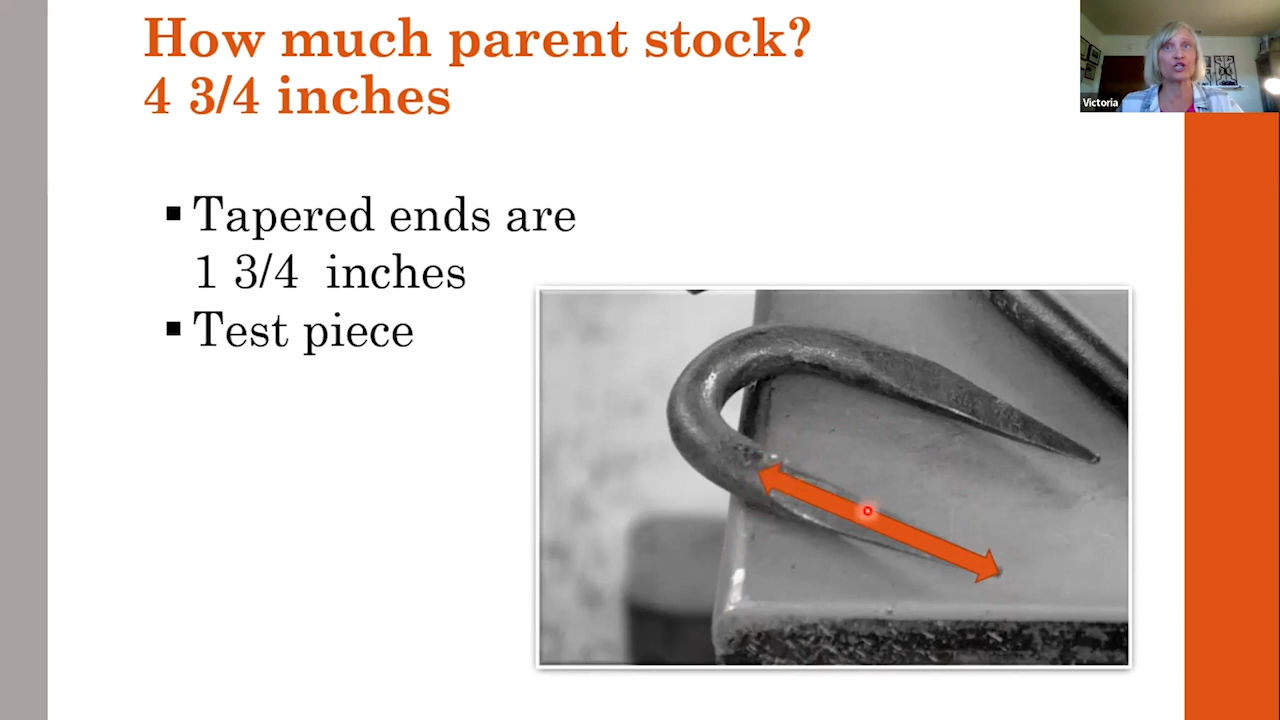 How much parent stock?
4 3/4 inches
Victoria
▪ Tapered ends are
1 3/4 inches
▪ Test piece